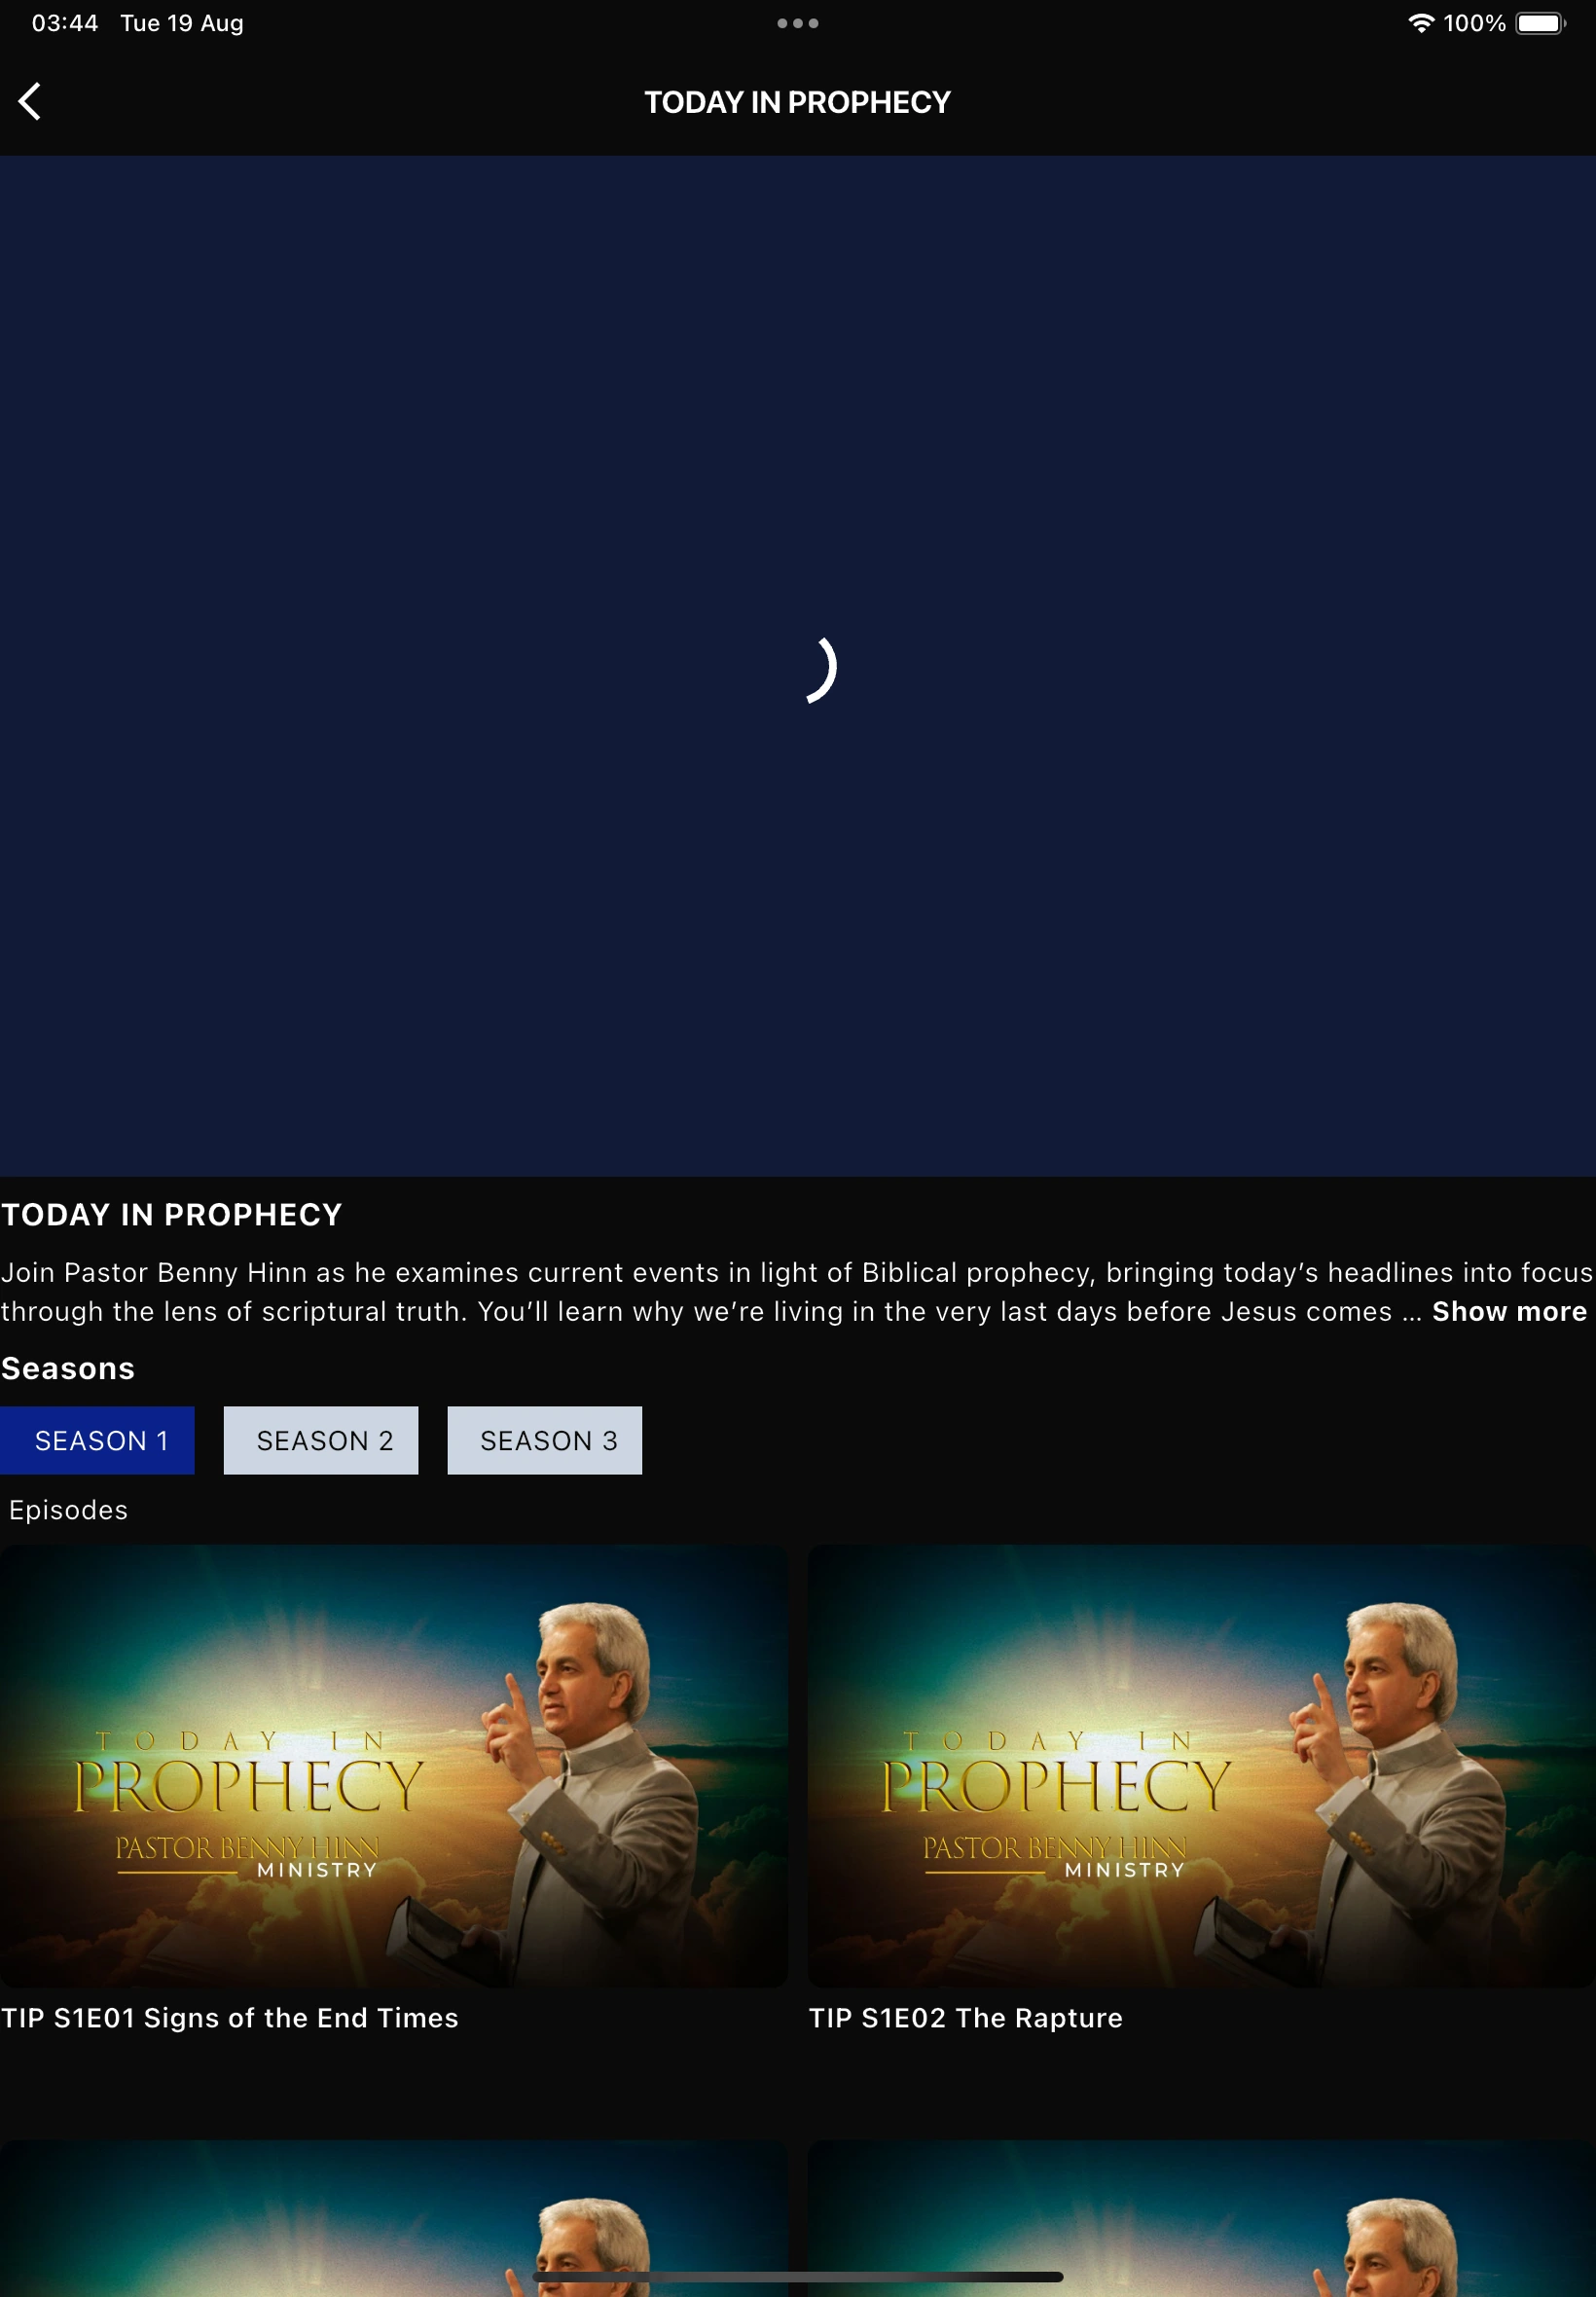 03:44 Tue 19 Aug
100%
TODAY IN PROPHECY
TODAY IN PROPHECY
Join Pastor Benny Hinn as he examines current events in light of Biblical prophecy, bringing today’s headlines into focus
through the lens of scriptural truth. You’ll learn why we’re living in the very last days before Jesus comes ... Show more
Seasons
SEASON 1 SEASON 2 SEASON 3
Episodes
TODAY IN
PROPHECY
PASTOR BENNY HINN
MINISTRY
TIP S1E01 Signs of the End Times
TODAY IN
PROPHECY
PASTOR BENNY HINN
MINISTRY
TIP S1E02 The Rapture